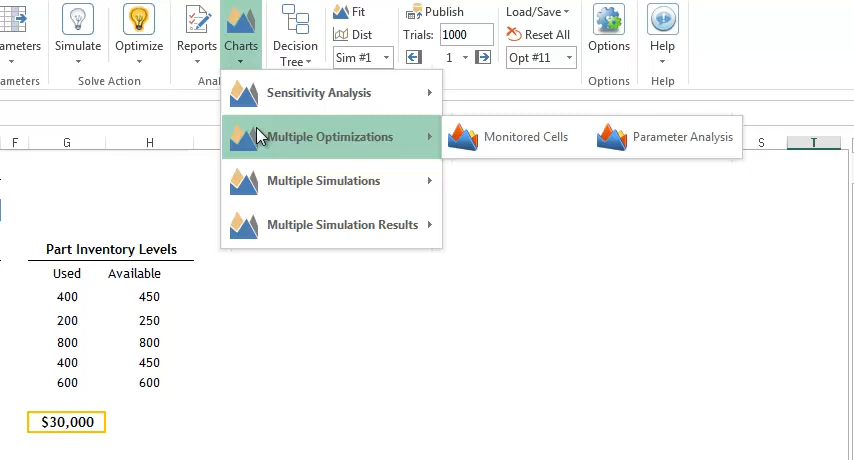 Fit
Publish
Load/Save
Dist
Trials: 1000
Reset All
ameters
Simulate
Optimize
Reports
Charts
Decision
Tree
Sim #1
1
Opt #11
Options
Help
ameters
Solve Action
Anal
Options
Help
Sensitivity Analysis
Multiple Optimizations
Monitored Cells
Parameter Analysis
Multiple Simulations
Multiple Simulation Results
F G H S T
Part Inventory Levels
Used Available
400 450
200 250
800 800
400 450
600 600
$30,000